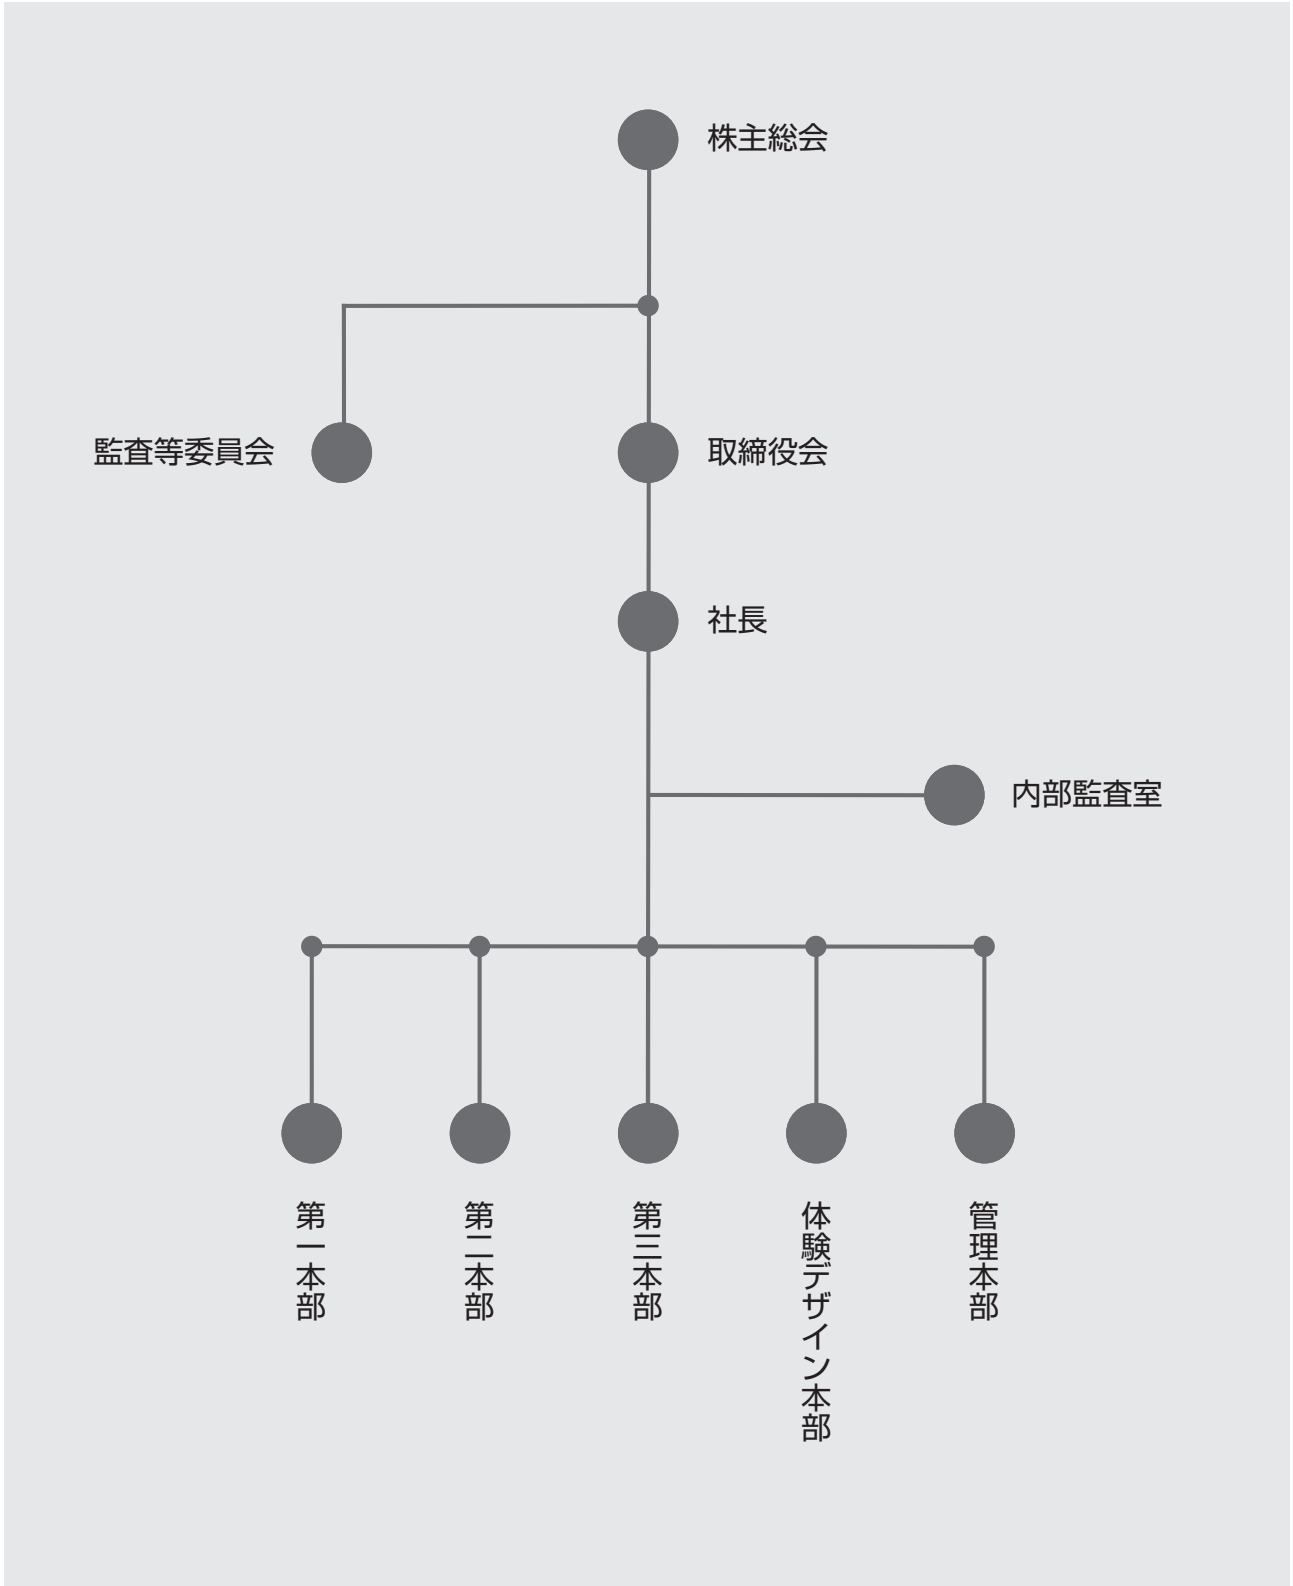 株主総会
監査等委員会
取締役会
社長
内部監査室
第一本部
第二本部
第三本部
体験デザイン本部
管理本部